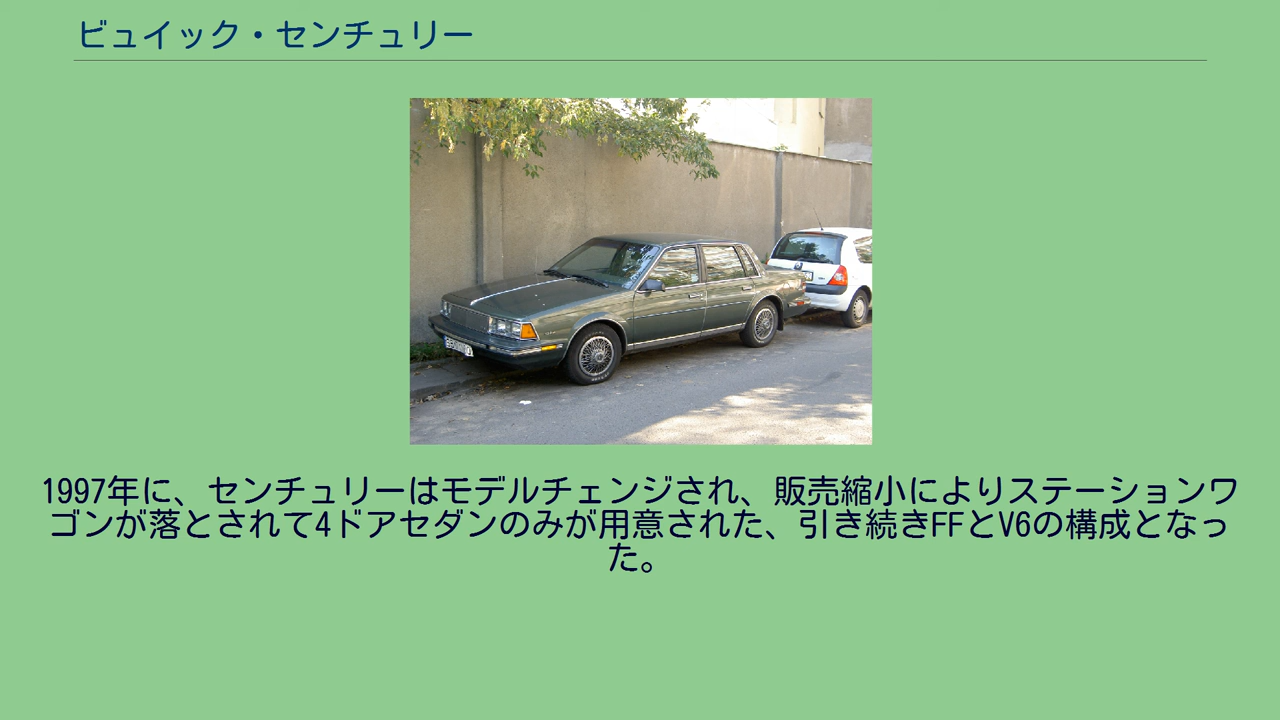 ビュイック・センチュリー
1997年に、センチュリーはモデルチェンジされ、販売縮小によりステーションワ
ゴンが落とされて4ドアセダンのみが用意された、引き続きFFとV6の構成となっ
た。